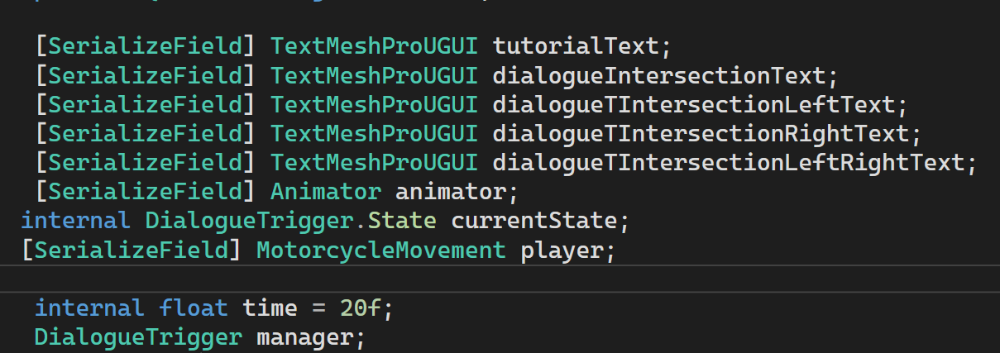 [SerializeField] TextMeshProUGUI tutorialText;
[SerializeField] TextMeshProUGUI dialogueIntersectionText;
[SerializeField] TextMeshProUGUI dialogueTIntersectionLeftText;
[SerializeField] TextMeshProUGUI dialogueTIntersectionRightText;
[SerializeField] TextMeshProUGUI dialogueTIntersectionLeftRightText;
[SerializeField] Animator animator;
internal DialogueTrigger.State currentState;
[SerializeField] MotorcycleMovement player;
internal float time = 20f;
DialogueTrigger manager;